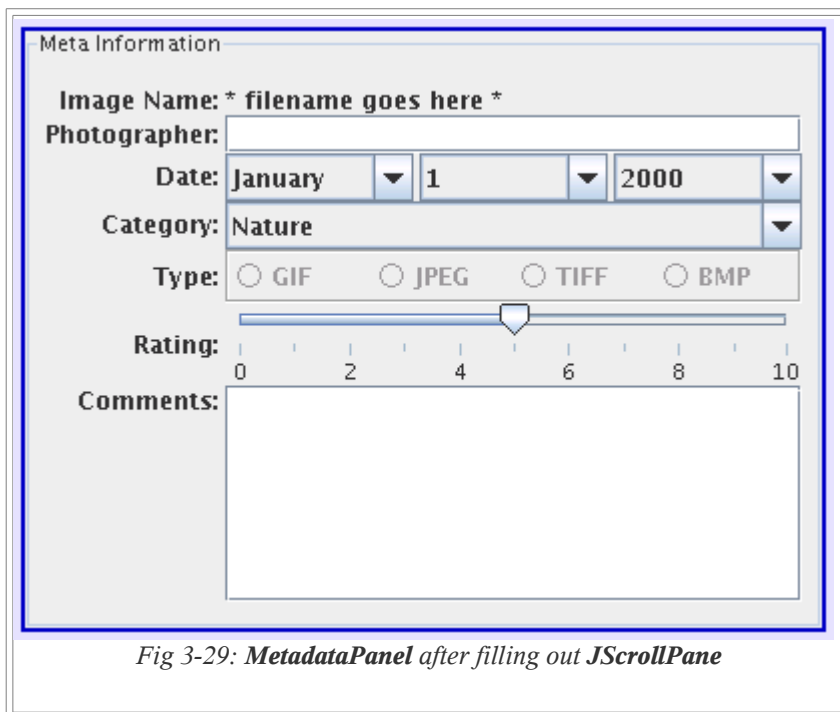 Meta Information
Image Name: * filename goes here *
Photographer:
Date: January 1 2000
Category: Nature
Type: GIF JPEG TIFF BMP
Rating:
0 2 4 6 8 10
Comments:
Fig 3-29: MetadataPanel after filling out JScrollPane